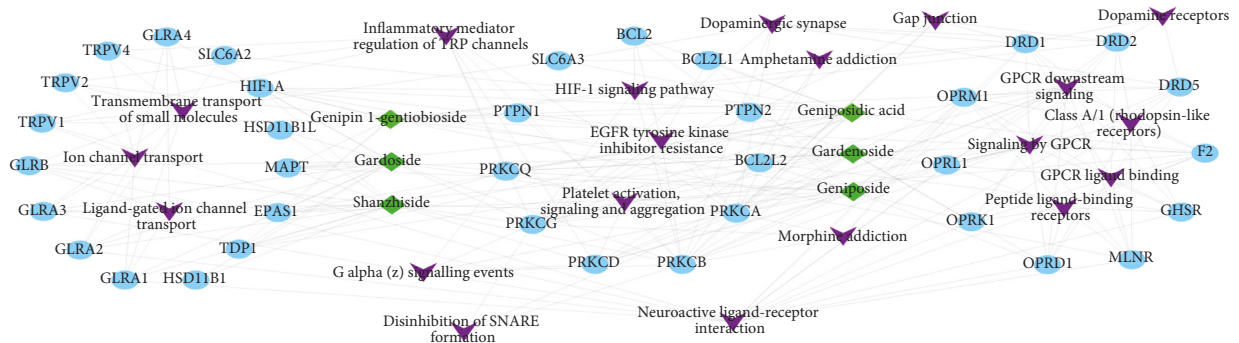 GLRA4
TRPV4
SLC6A2
TRPV2
HIF1A
TRPV1
Transmembrane transport
of small molecules
HSD11B1L
GLRB
Ion channel transport
MAPT
GLRA3
Ligand-gated ion channel
transport
EPAS1
GLRA2
TDP1
GLRA1
HSD11B1
Inflammatory mediator
regulation of TRP channels
Genipin 1-gentiobioside
Gardoside
Shanzhiside
G alpha (z) signalling events
Disinhibition of SNARE
formation
BCL2
SLC6A3
BCL2L1
HIF-1 signaling pathway
PTPN1
PTPN2
EGFR tyrosine kinase
inhibitor resistance
PRKCQ
BCL2L2
Platelet activation,
signaling and aggregation
PRKCA
PRKCG
PRKCD
PRKCB
Neuroactive ligand-receptor
interaction
Dopaminergic synapse
Amphetamine addiction
Geniposidic acid
Gardenoside
Geniposide
Morphine addiction
Gap junction
Dopamine receptors
DRD1
DRD2
DRD5
OPRM1
GPCR downstream
signaling
Class A/1 (rhodopsin-like
receptors)
Signaling by GPCR
F2
OPRL1
GPCR ligand binding
Peptide ligand-binding
receptors
GHSR
OPRK1
OPRD1
MLNR